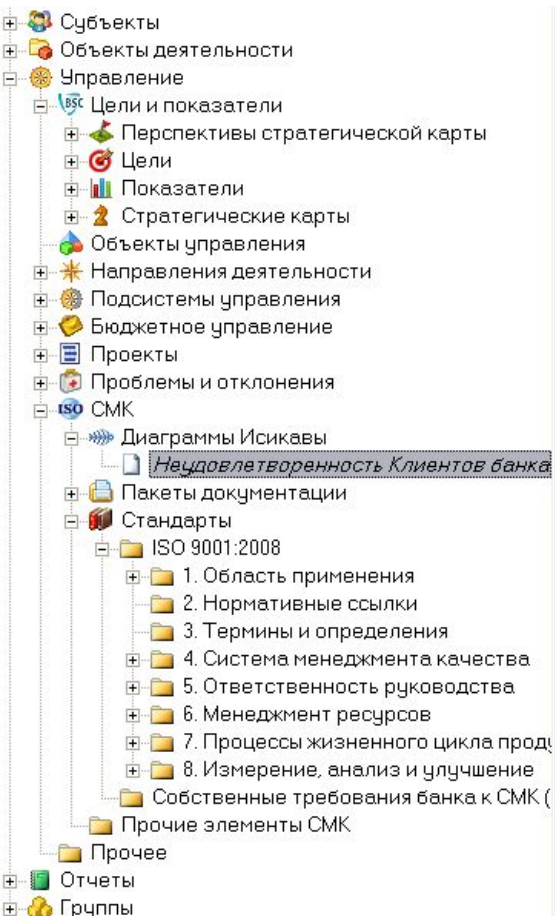 Субъекты
Объекты деятельности
Управление
BSC Цели и показатели
Перспективы стратегической карты
Цели
Показатели
Стратегические карты
Объекты управления
Направления деятельности
Подсистемы управления
Бюджетное управление
Проекты
Проблемы и отклонения
ISO СМК
Диаграммы Исикавы
Неудовлетворенность Клиентов банка
Пакеты документации
Стандарты
ISO 9001:2008
1. Область применения
2. Нормативные ссылки
3. Термины и определения
4. Система менеджмента качества
5. Ответственность руководства
6. Менеджмент ресурсов
7. Процессы жизненного цикла проду
8. Измерение, анализ и улучшение
Собственные требования банка к СМК (
Прочие элементы СМК
Прочее
Отчеты
Группы